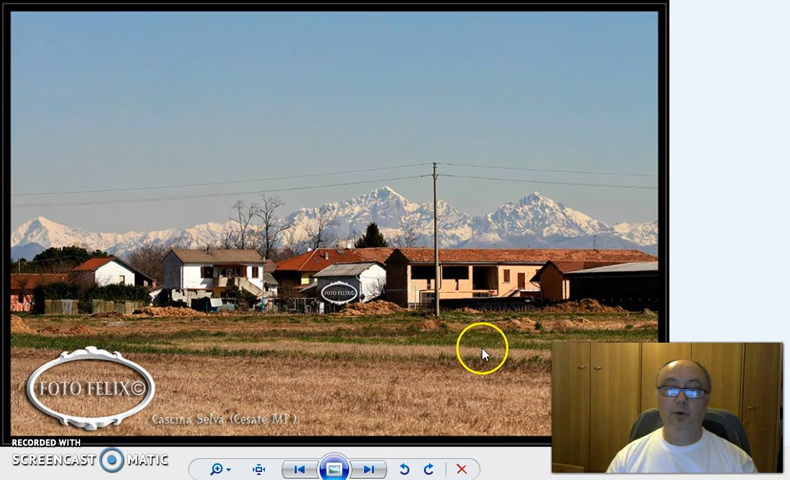 FOTO FELIX©
FOTO FELIX©
Cascina Selva (Cesate MI)
RECORDED WITH
SCREENCAST MATIC